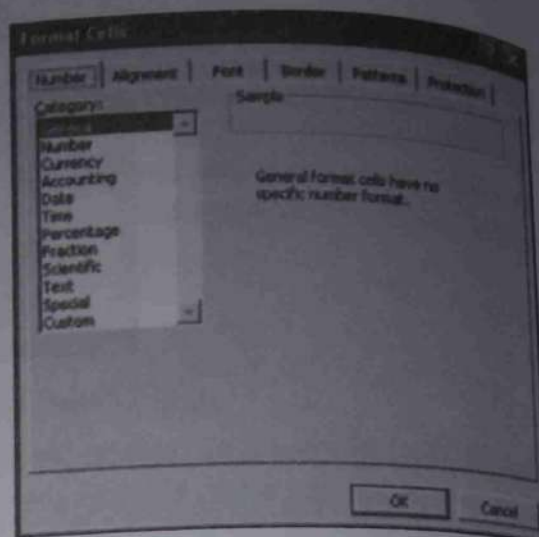 Format Cells
Number Alignment Font Border Patterns Protection
Category:
Sample
General
Number
Currency
Accounting
Date
Time
Percentage
Fraction
Scientific
Text
Special
Custom
General format cells have no
specific number format.
OK Cancel